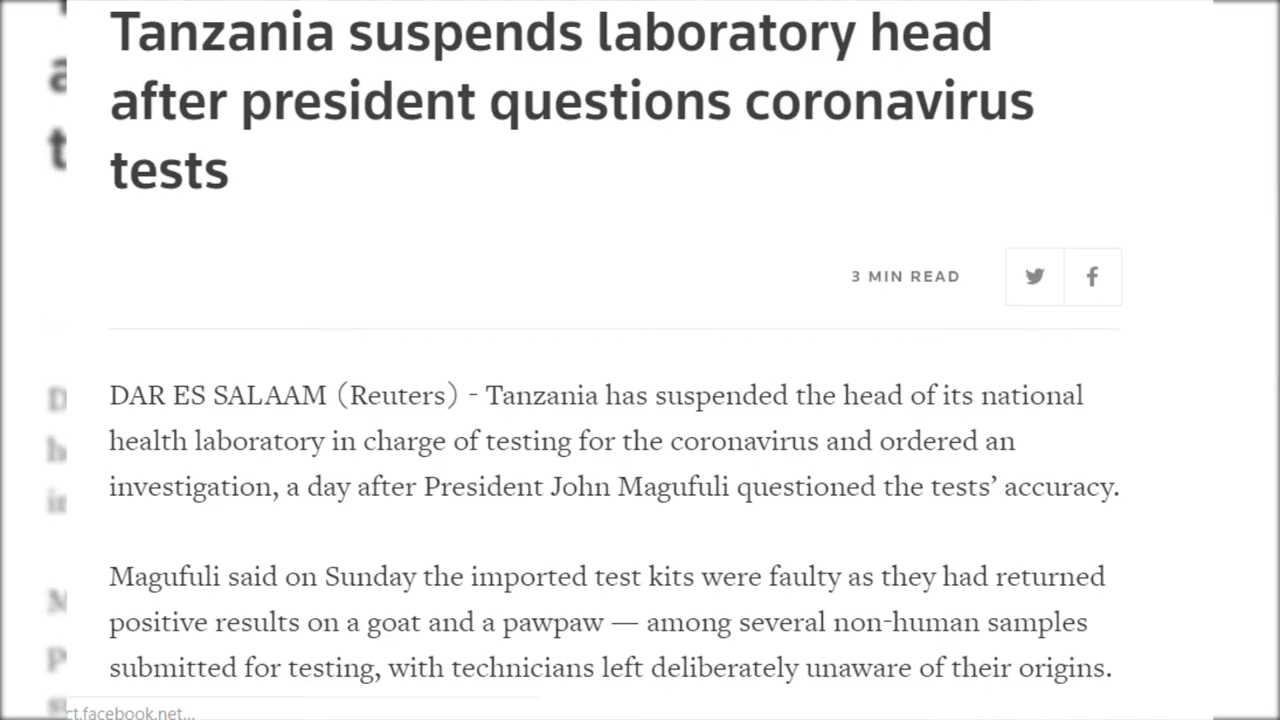 Tanzania suspends laboratory head
after president questions coronavirus
tests
3 MIN READ
DAR ES SALAAM (Reuters) - Tanzania has suspended the head of its national
health laboratory in charge of testing for the coronavirus and ordered an
investigation, a day after President John Magufuli questioned the tests’ accuracy.
Magufuli said on Sunday the imported test kits were faulty as they had returned
positive results on a goat and a pawpaw — among several non-human samples
submitted for testing, with technicians left deliberately unaware of their origins.
ct.facebook.net...